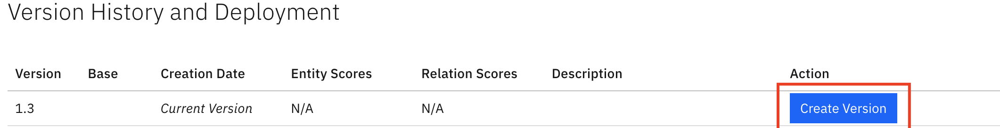 Version History and Deployment
Version Base Creation Date Entity Scores Relation Scores Description Action
1.3 Current Version N/A N/A Create Version